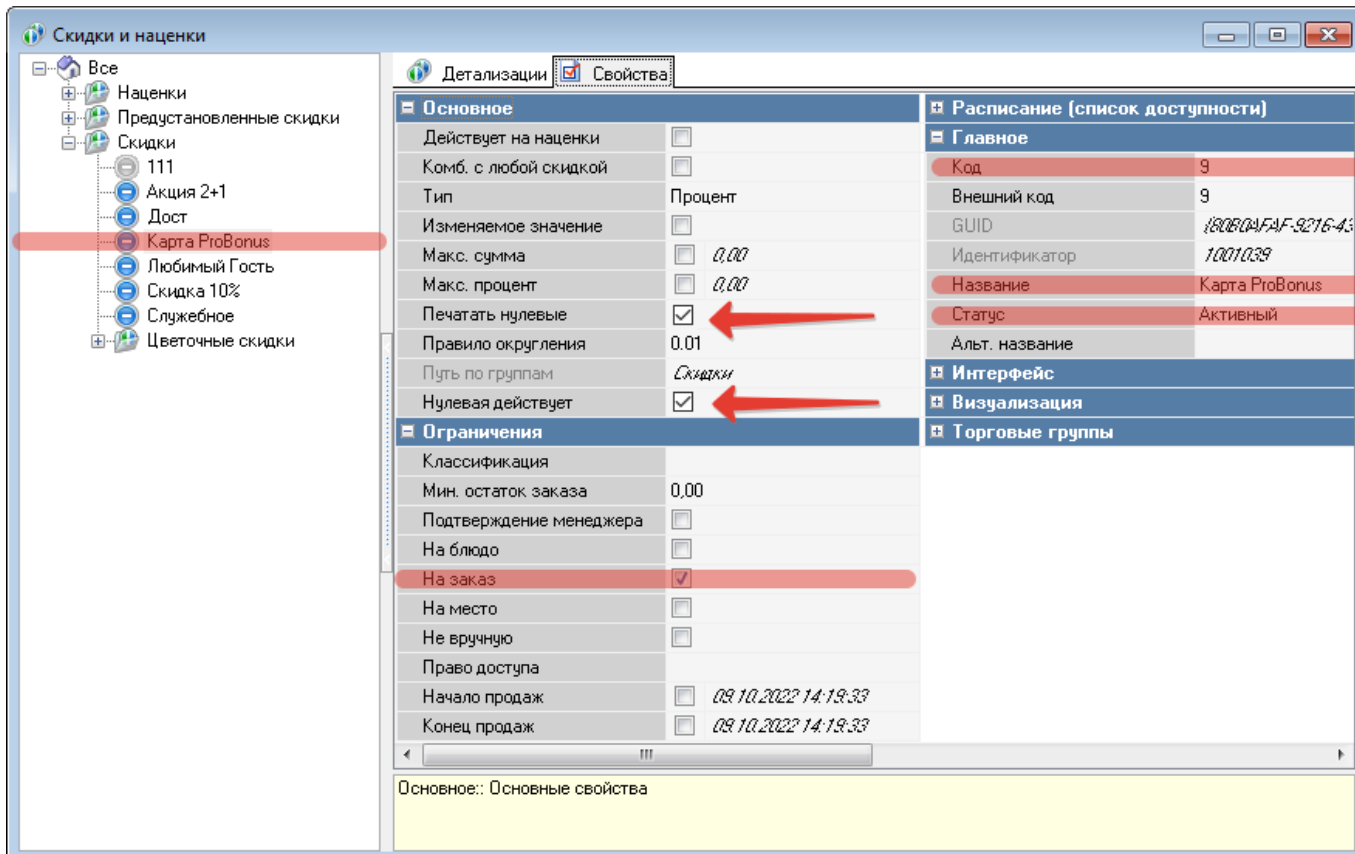 Скидки и наценки
Все
Наценки
Предустановленные скидки
Скидки
111
Акция 2+1
Дост
Карта ProBonus
Любимый Гость
Скидка 10%
Служебное
Цветочные скидки
Детализации Свойства
Основное
Действует на наценки
Комб. с любой скидкой
Тип Процент
Изменяемое значение
Макс. сумма 0,00
Макс. процент 0,00
Печатать нулевые
Правило округления 0.01
Путь по группам Скидки
Нулевая действует
Ограничения
Классификация
Мин. остаток заказа 0,00
Подтверждение менеджера
На блюдо
На заказ
На место
Не вручную
Право доступа
Начало продаж 09.10.2022 14:19:33
Конец продаж 09.10.2022 14:19:33
Расписание (список доступности)
Главное
Код 9
Внешний код 9
GUID {80B0AFAF-9216-43
Идентификатор 1001039
Название Карта ProBonus
Статус Активный
Альт. название
Интерфейс
Визуализация
Торговые группы
Основное:: Основные свойства